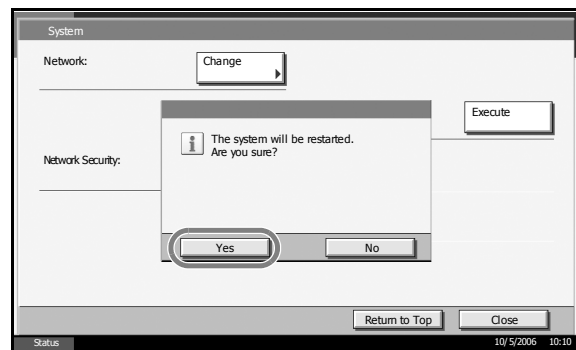 System
Network:
Change
Execute
The system will be restarted.
Are you sure?
Network Security:
Yes
No
Return to Top
Close
Status
10/5/2006 10:10